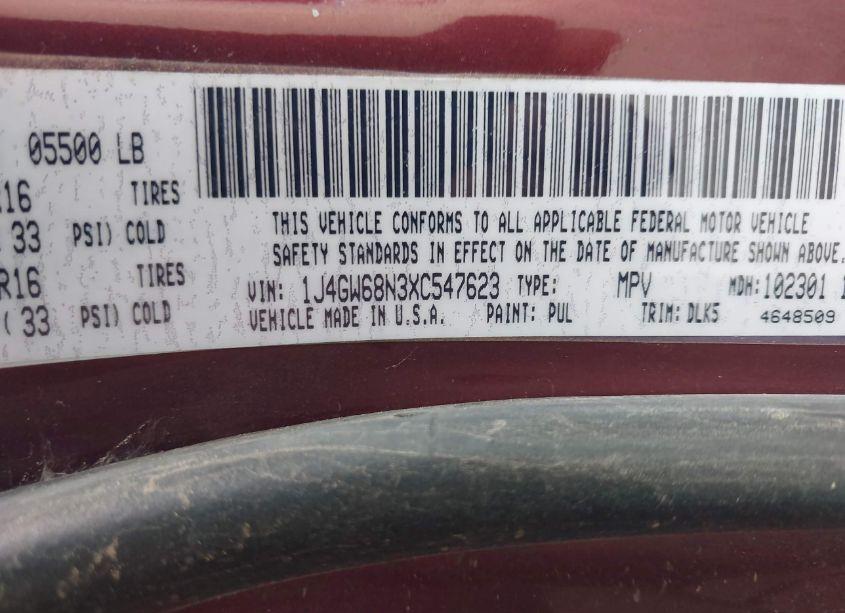 05500 LB
R16 TIRES
33 PSI) COLD
R16 TIRES
( 33 PSI) COLD
THIS VEHICLE CONFORMS TO ALL APPLICABLE FEDERAL MOTOR VEHICLE
SAFETY STANDARDS IN EFFECT ON THE DATE OF MANUFACTURE SHOWN ABOVE.
VIN: 1J4GW68N3XC547623 TYPE: MPV MDH: 102301
VEHICLE MADE IN U.S.A. PAINT: PUL TRIM: DLK5 4648509